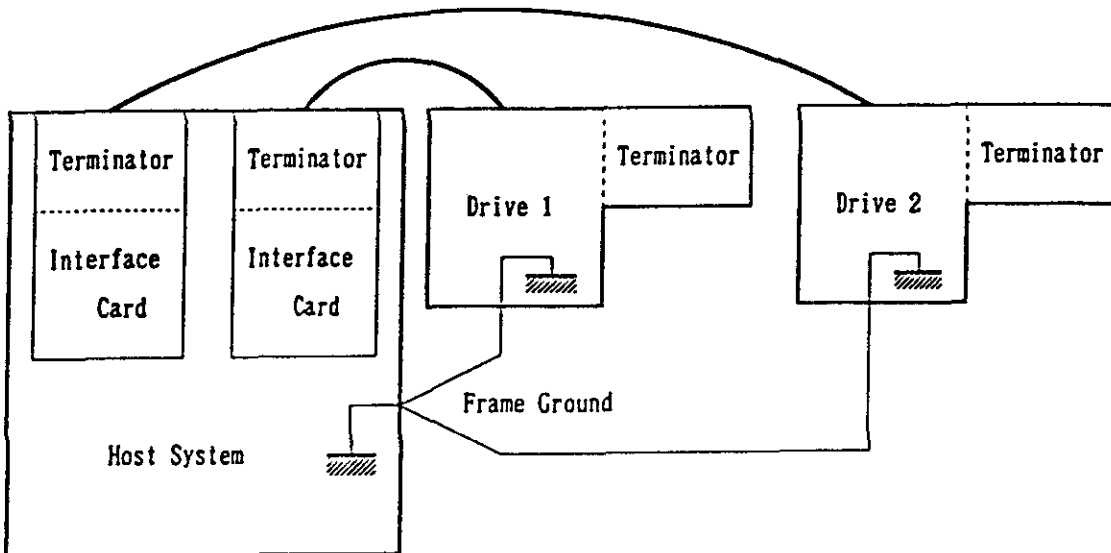 Terminator
Interface
Card
Terminator
Interface
Card
Host System
Drive 1
Terminator
Drive 2
Terminator
Frame Ground